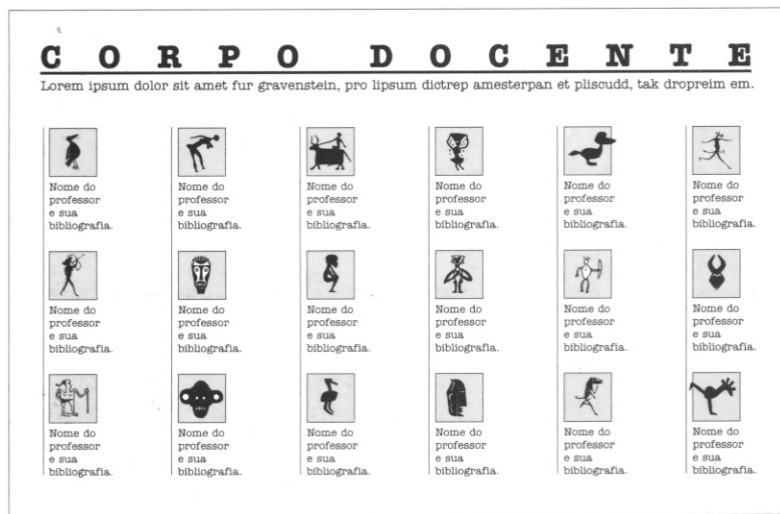 CORPO DOCENTE
Lorem ipsum dolor sit amet fur gravenstein, pro lipsum dictrep amesterpan et pliscudd, tak dropreim em.
Nome do
professor
e sua
bibliografia.
Nome do
professor
e sua
bibliografia.
Nome do
professor
e sua
bibliografia.
Nome do
professor
e sua
bibliografia.
Nome do
professor
e sua
bibliografia.
Nome do
professor
e sua
bibliografia.
Nome do
professor
e sua
bibliografia.
Nome do
professor
e sua
bibliografia.
Nome do
professor
e sua
bibliografia.
Nome do
professor
e sua
bibliografia.
Nome do
professor
e sua
bibliografia.
Nome do
professor
e sua
bibliografia.
Nome do
professor
e sua
bibliografia.
Nome do
professor
e sua
bibliografia.
Nome do
professor
e sua
bibliografia.
Nome do
professor
e sua
bibliografia.
Nome do
professor
e sua
bibliografia.
Nome do
professor
e sua
bibliografia.